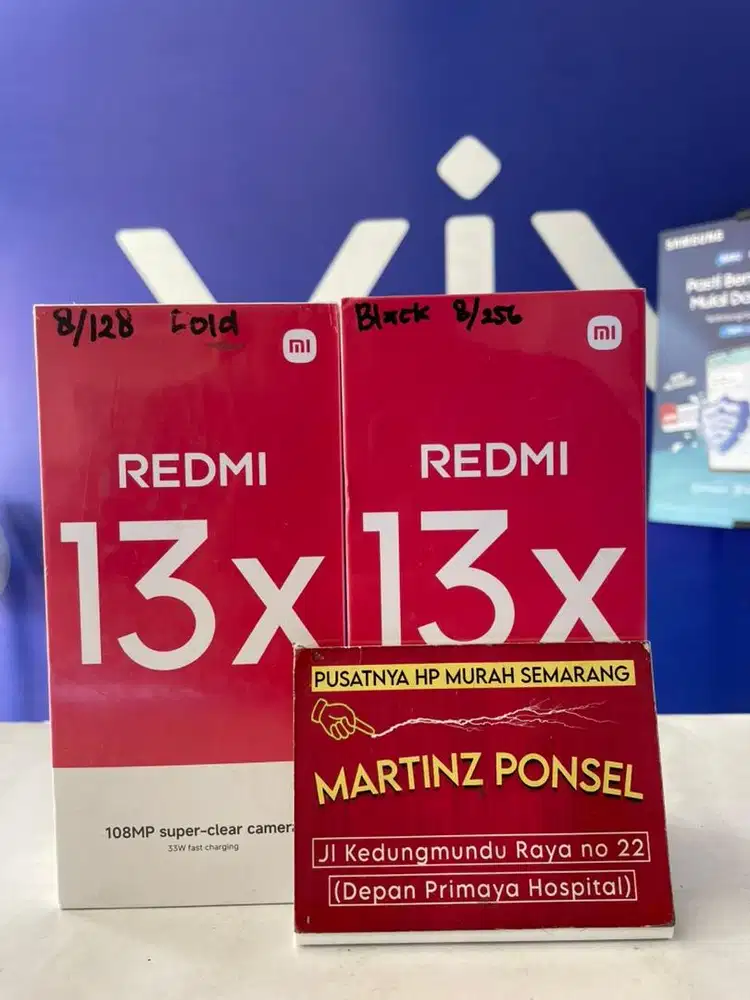 8/128 Gold
mi
REDMI
13x
108MP super-clear camera
33W fast charging
Black 8/256
mi
REDMI
13x
PUSATNYA HP MURAH SEMARANG
MARTINZ PONSEL
Jl Kedungmundu Raya no 22
(Depan Primaya Hospital)
SAMSUNG